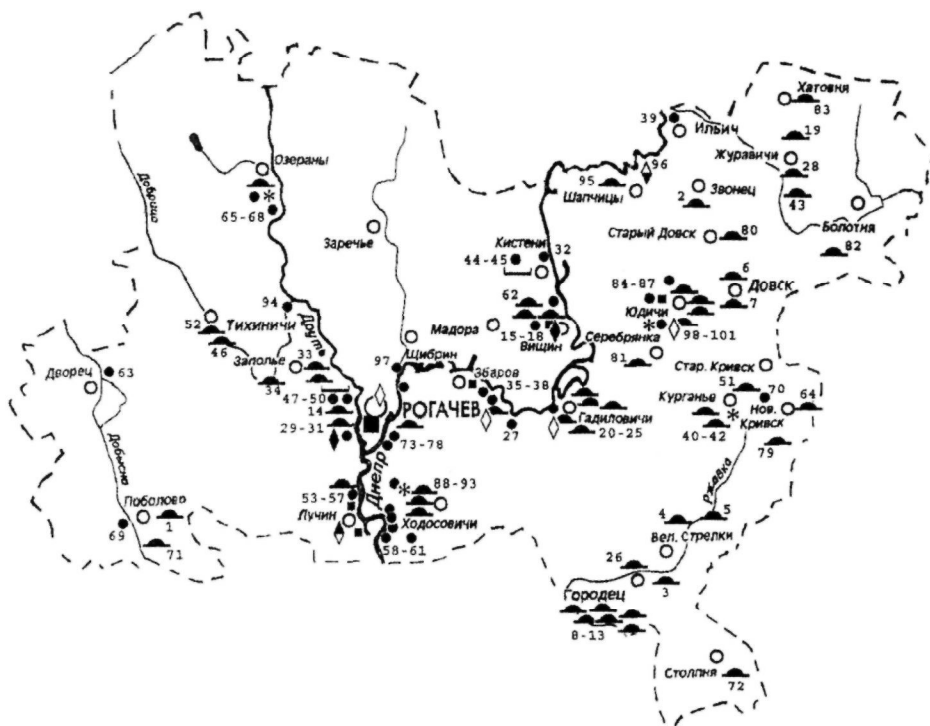 Хатовня
83
39
Ильич
19
Журавичи
28
96
95
Шапчицы
Звонец
2
43
Озераны
65-68
Добрица
Болотня
Старый Довск
80
82
Заречье
Хистени
32
44-45
6
Довск
84-87
7
Юдичи
94
Друть
62
98-101
52
Тихиничи
46
Мадора
15-18
Вищин
Серебрянка
81
Заполье
33
97
Щибрин
Збаров
35-38
Стар. Кривск
Дворец
63
34
51
70
47-50
14
РОГАЧЕВ
Курганье
64
Нов.
Кривск
29-31
27
Гадиловичи
20-25
40-42
79
73-78
Добысна
Днепр
Ржавка
53-57
88-93
Поболово
1
Лучин
Ходосовичи
4
5
69
71
58-61
Вел. Стрелки
26
3
Городец
8-13
Столпня
72